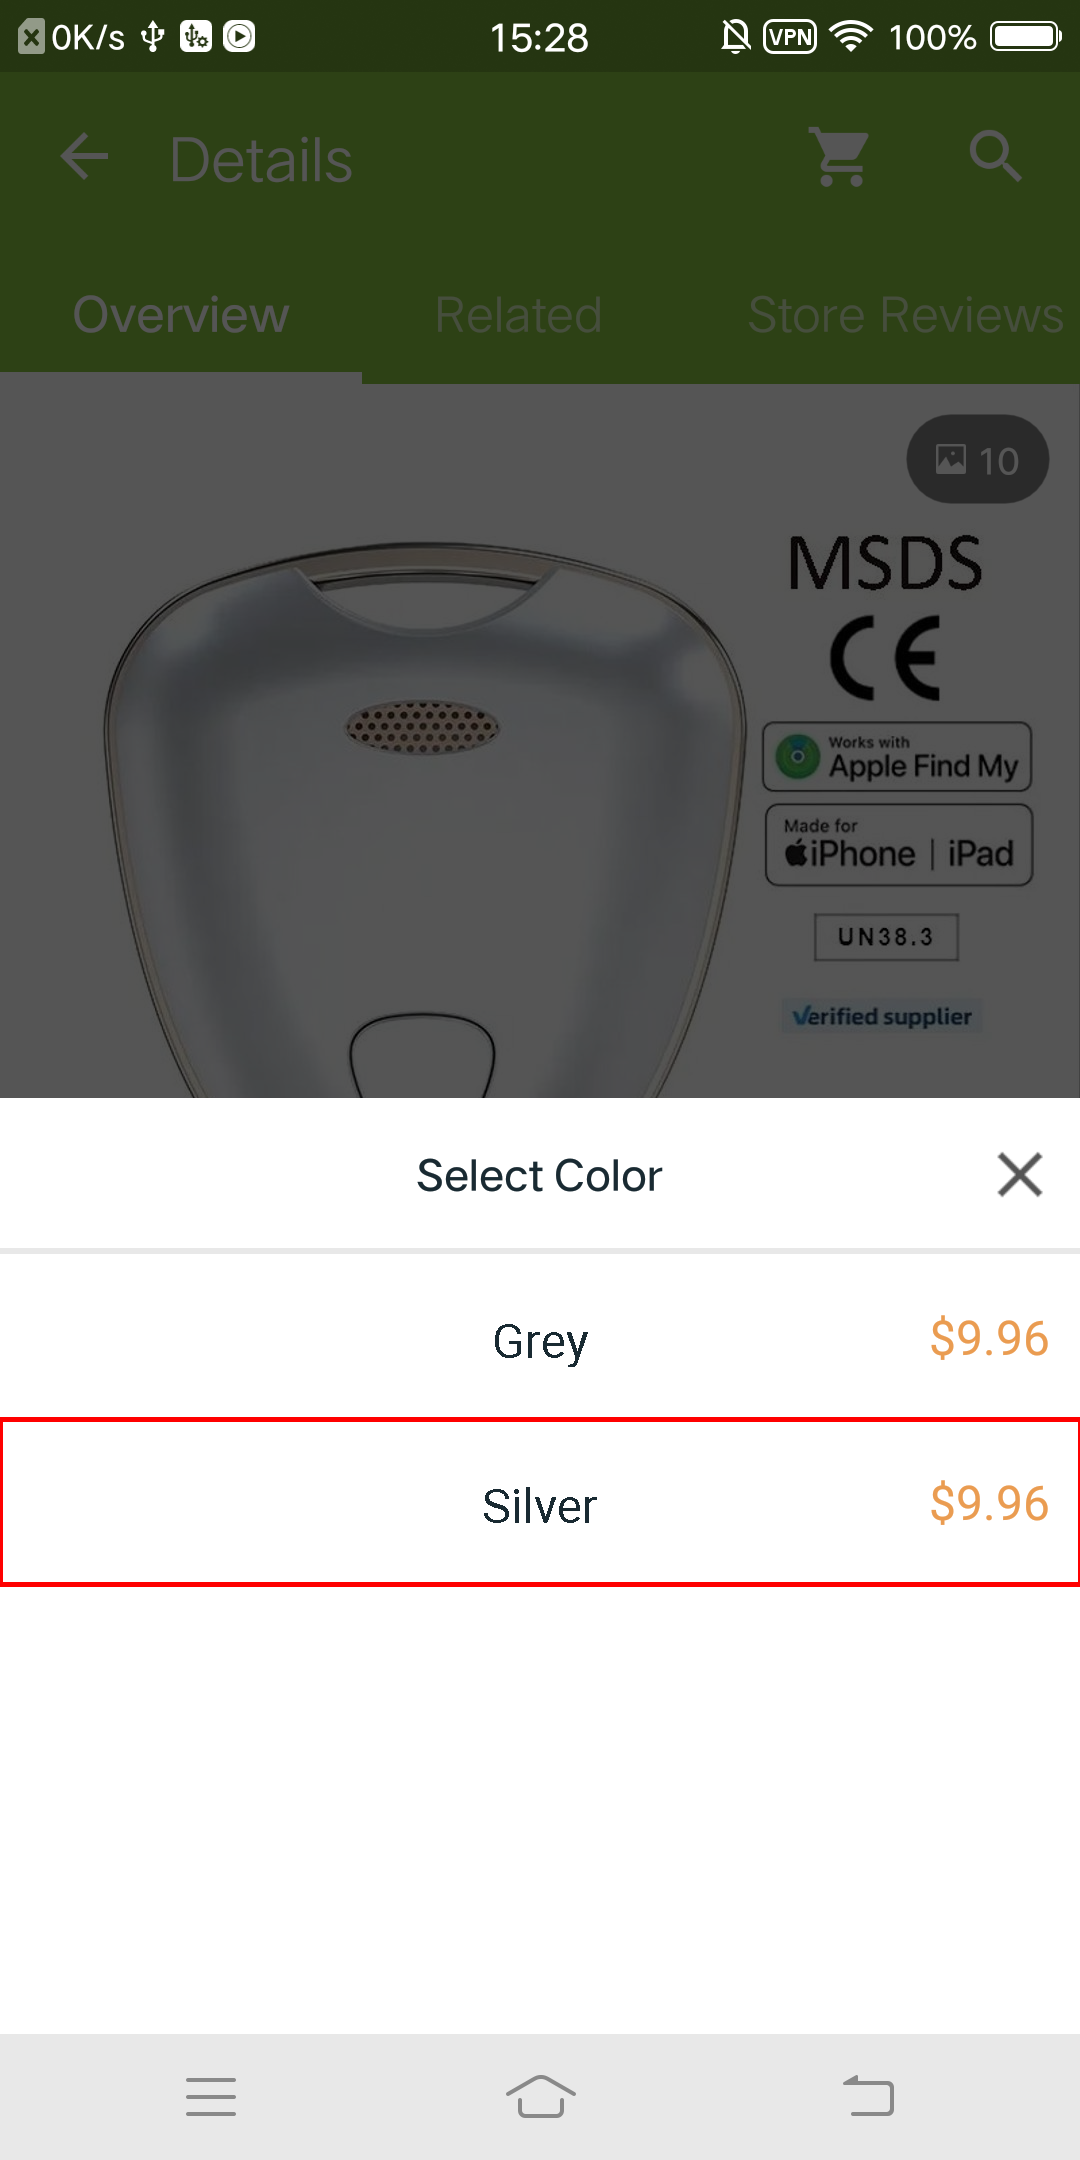 0K/s
15:28
VPN
100%
Details
Overview
Related
Store Reviews
10
MSDS
CE
Works with
Apple Find My
Made for
iPhone | iPad
UN38.3
Verified supplier
Select Color
Grey
$9.96
Silver
$9.96